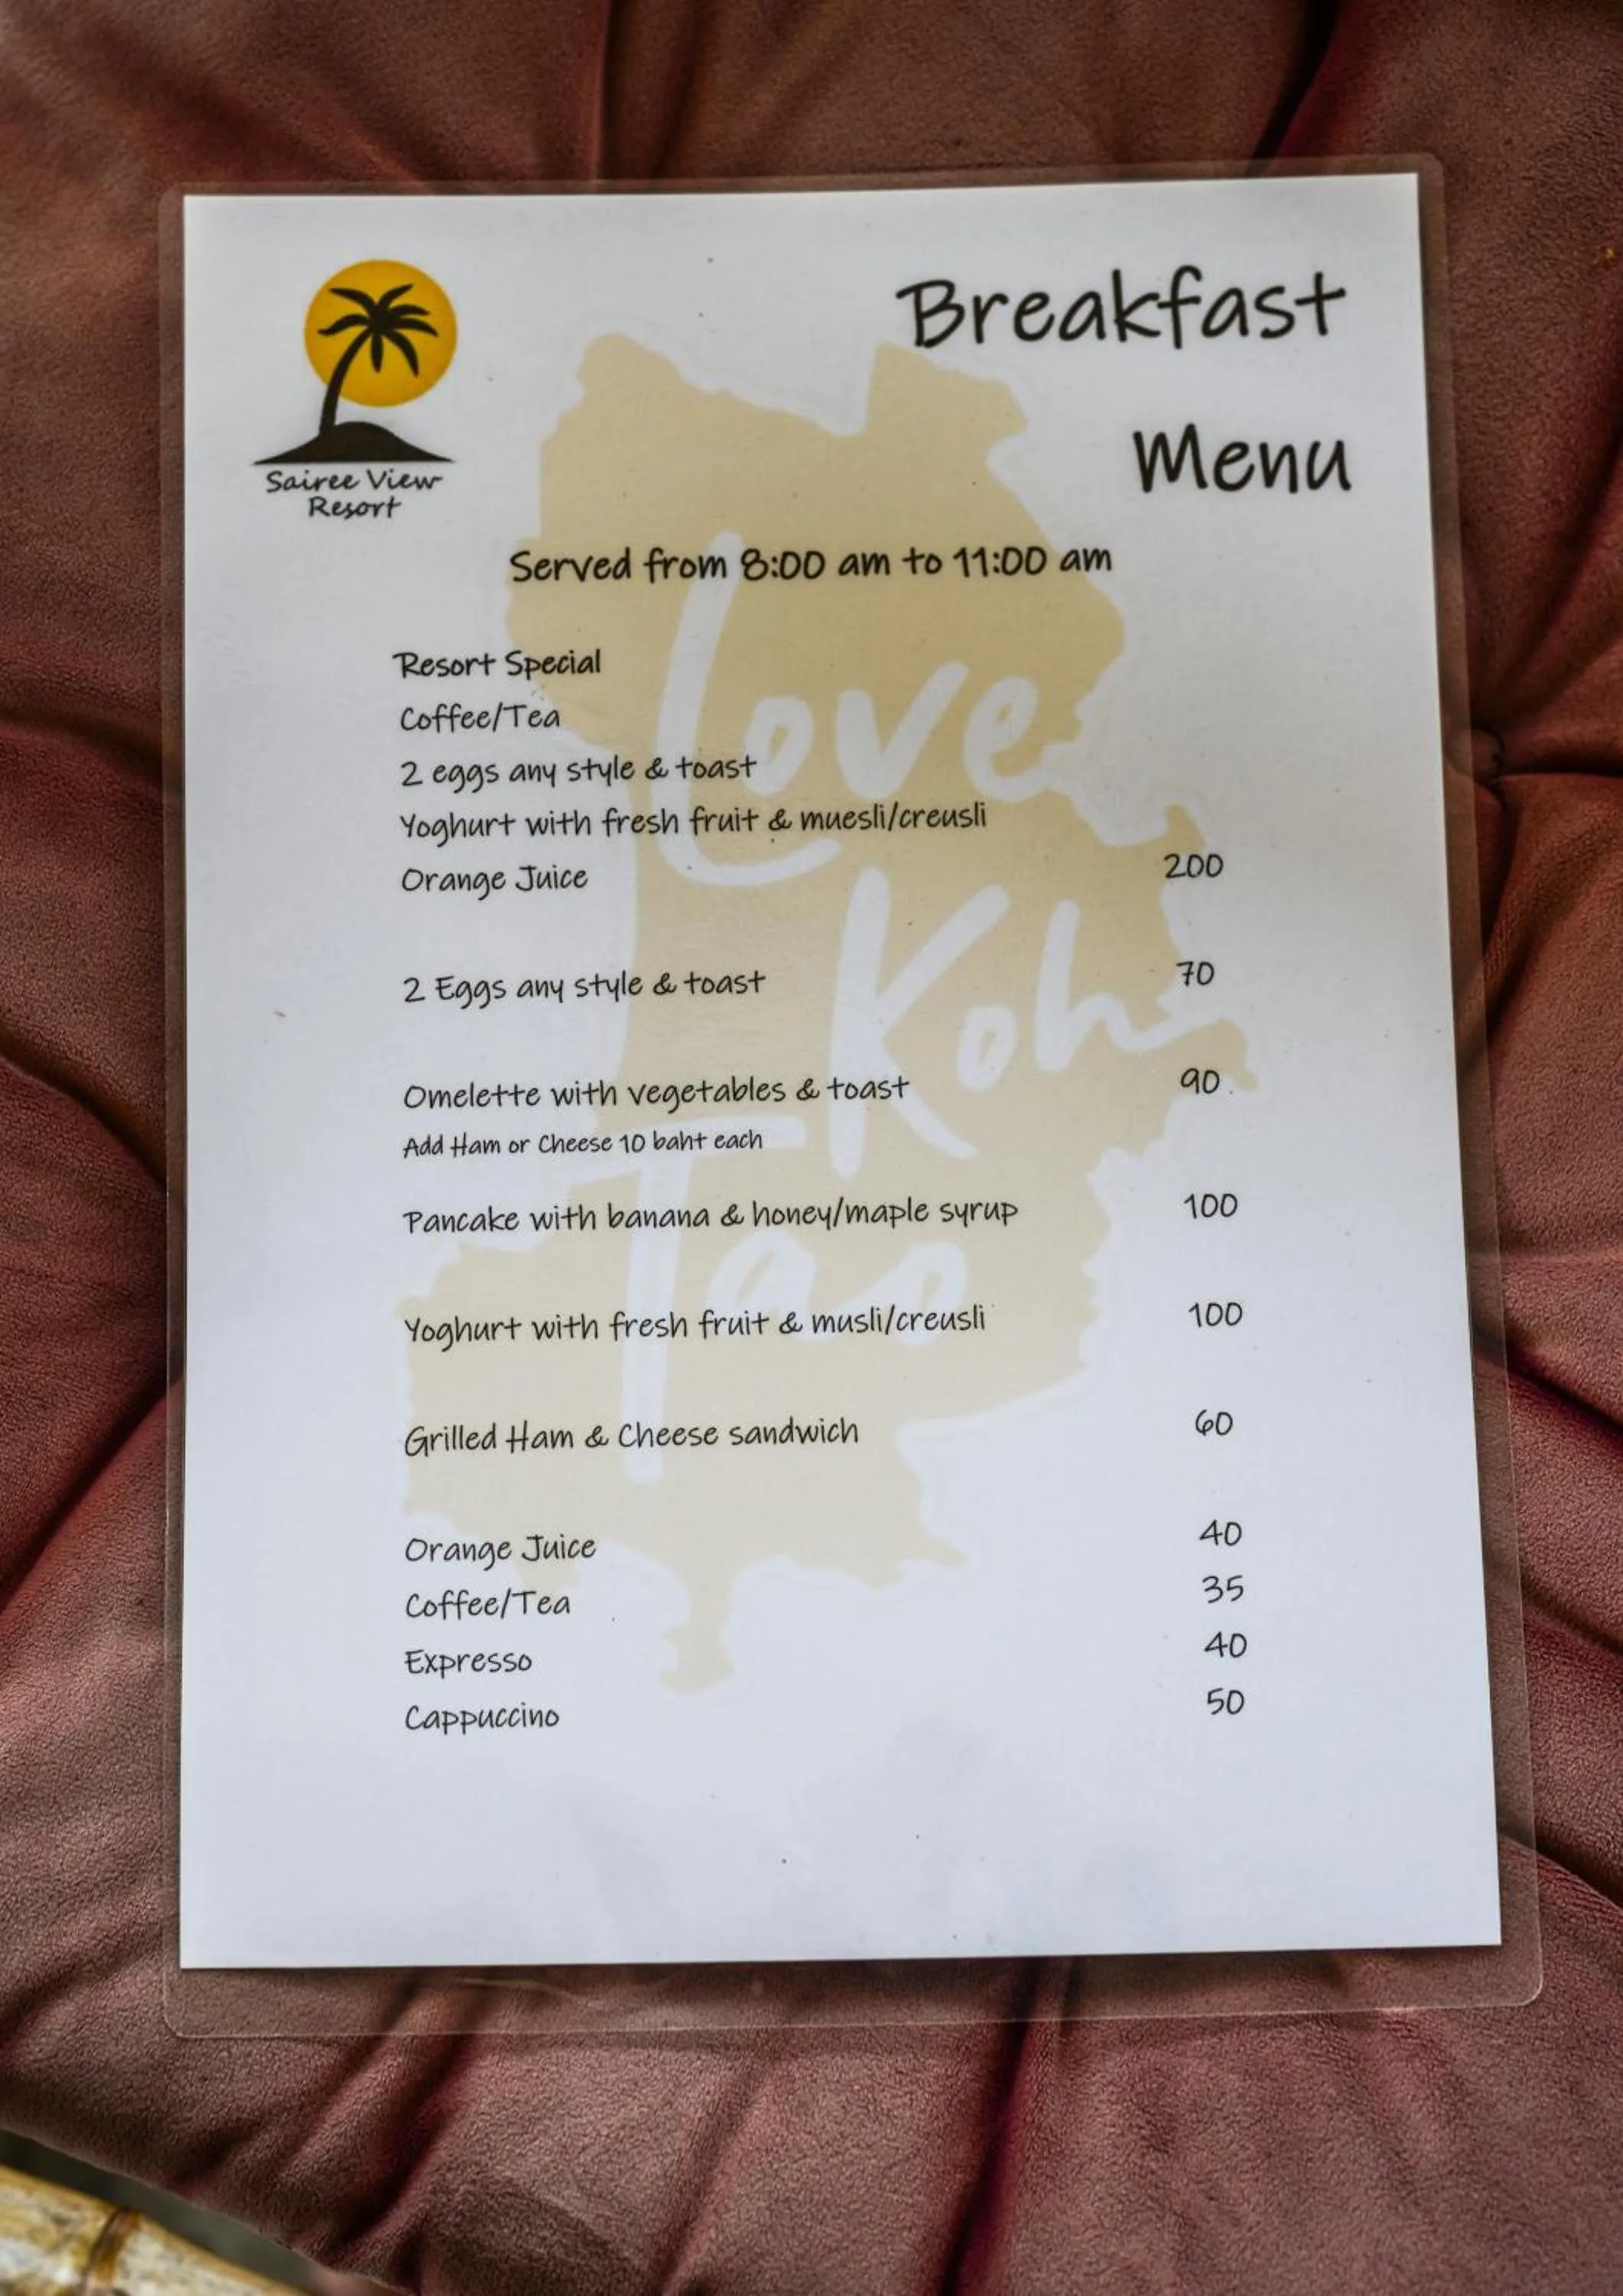 Sairee View
Resort
Breakfast
Menu
Served from 8:00 am to 11:00 am
Love
Koh
Tao
Resort Special
Coffee/Tea
2 eggs any style & toast
Yoghurt with fresh fruit & muesli/creusli
Orange Juice 200
2 Eggs any style & toast 70
Omelette with vegetables & toast 90
Add Ham or Cheese 10 baht each
Pancake with banana & honey/maple syrup 100
Yoghurt with fresh fruit & musli/creusli 100
Grilled Ham & Cheese sandwich 60
Orange Juice 40
Coffee/Tea 35
Expresso 40
Cappuccino 50